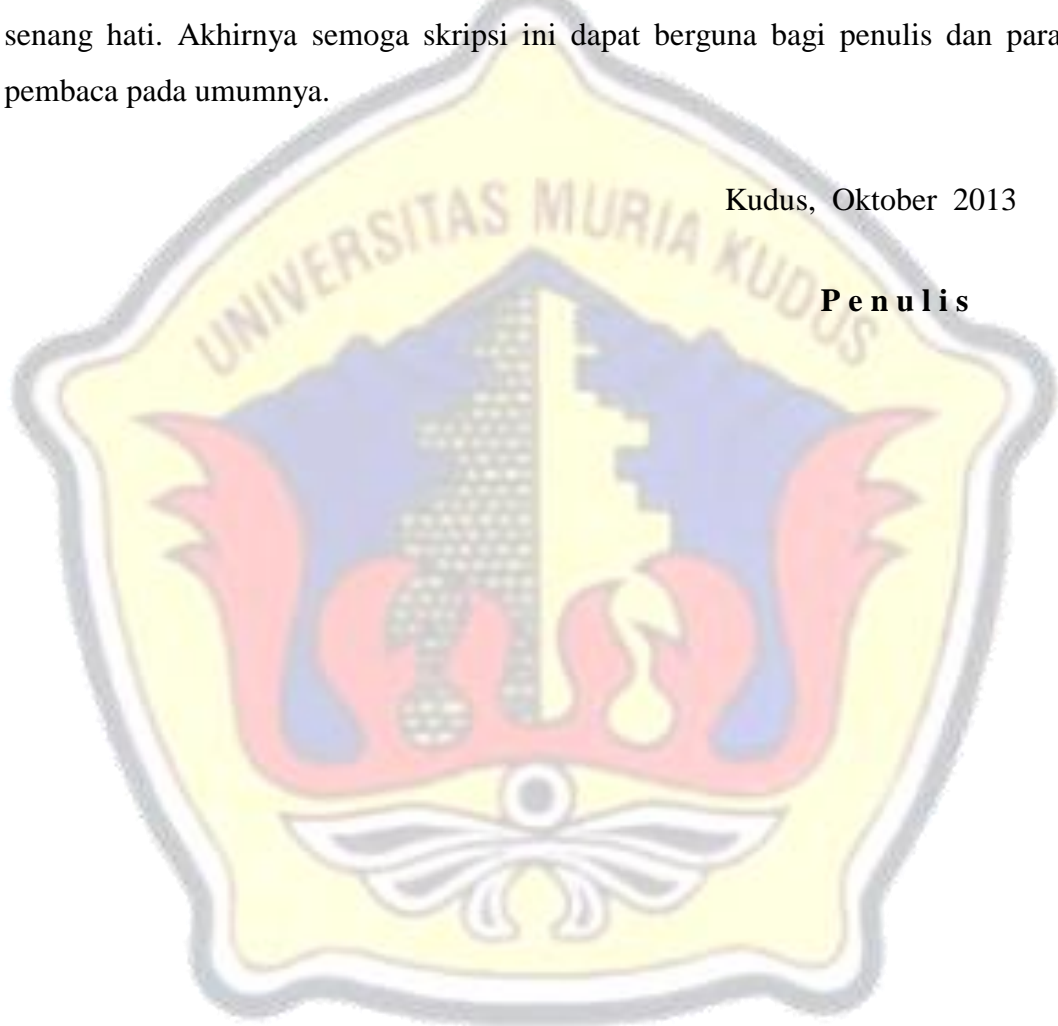 senang hati. Akhirnya semoga skripsi ini dapat berguna bagi penulis dan para
pembaca pada umumnya.
Kudus, Oktober 2013
P e n u l i s
UNIVERSITAS MURIA KUDUS